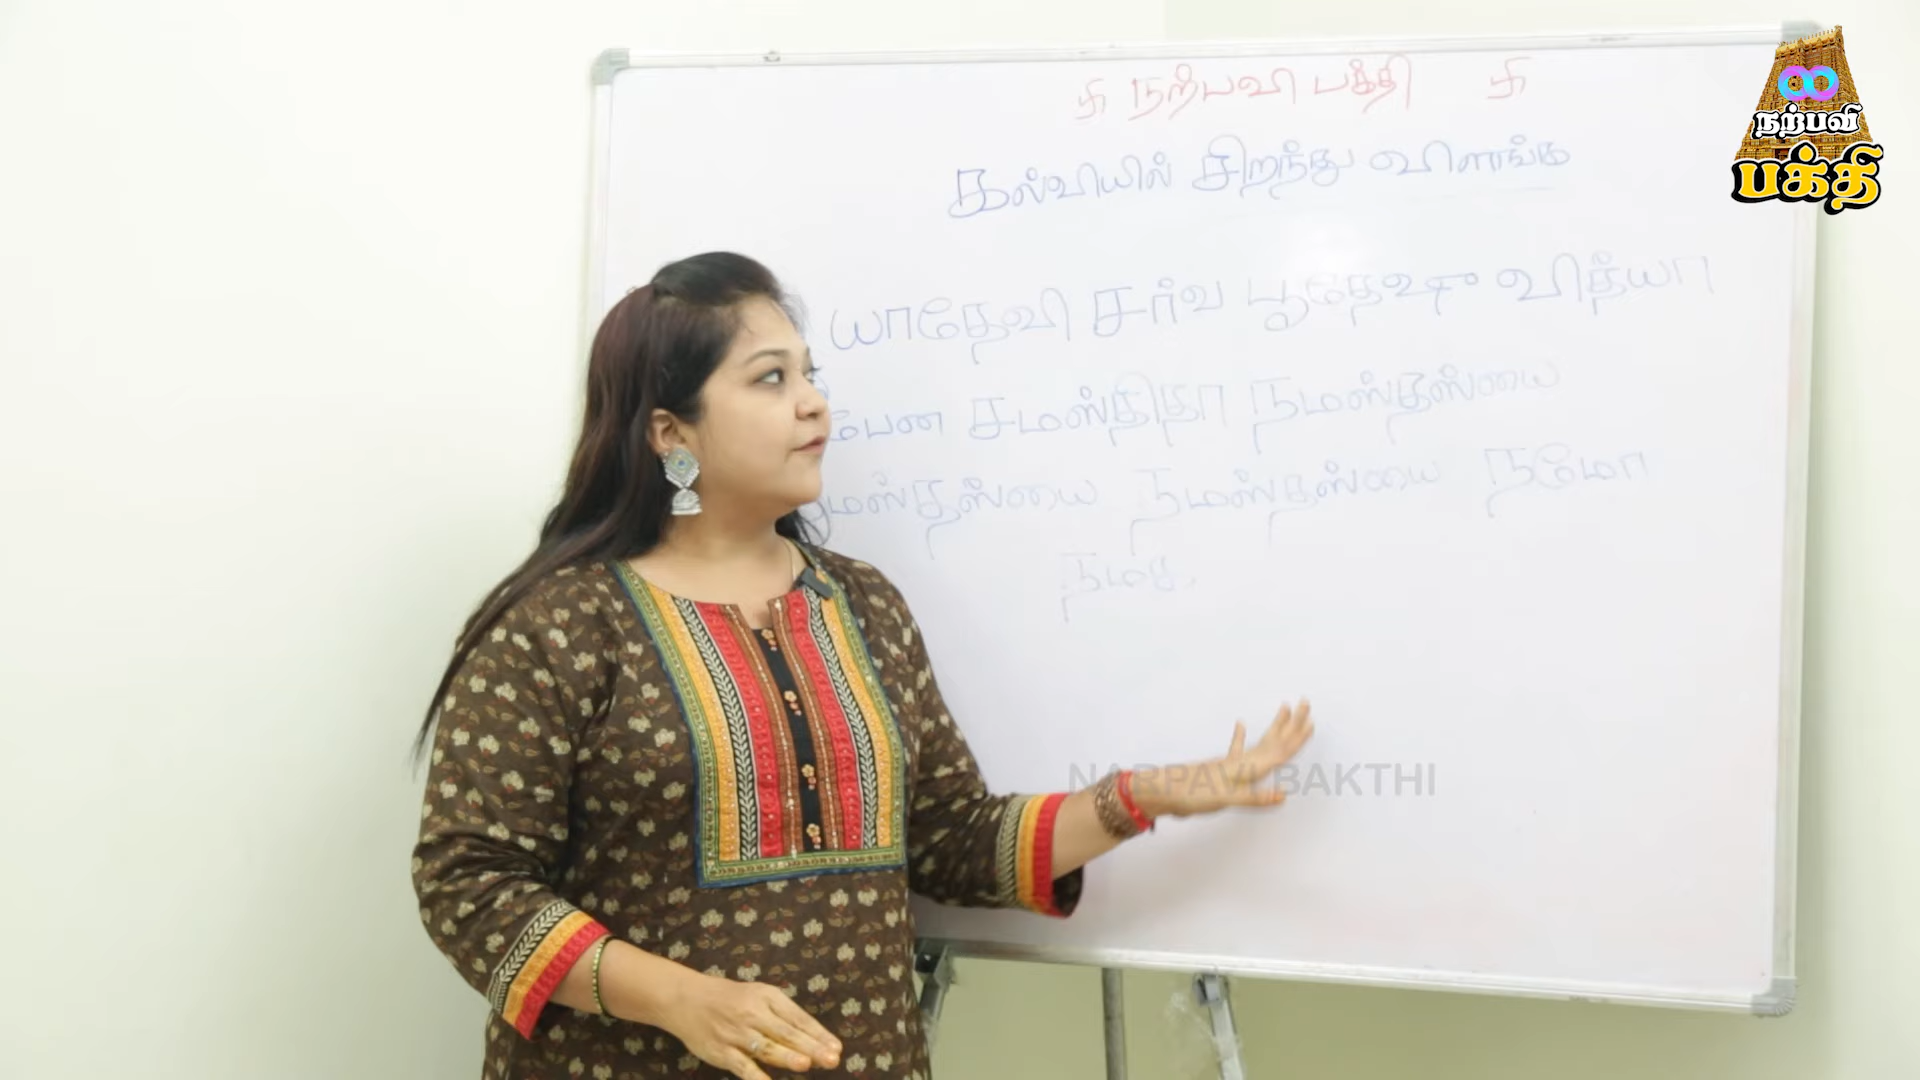 நற்பவி பக்தி
கல்வியில் சிறந்து விளங்க
யாதேவி சர்வ பூதேஷு வித்யா
பேண சமஸ்திதா நமஸ்தஸ்யை
மஸ்தஸ்யை நமஸ்தஸ்யை நமோ
நமஹ
நற்பவி
பக்தி
NARPAVI BAKTHI